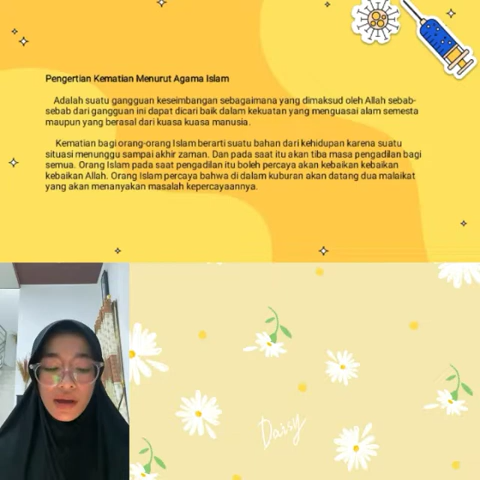 Pengertian Kematian Menurut Agama Islam
Adalah suatu gangguan keseimbangan sebagaimana yang dimaksud oleh Allah sebab-
sebab dari gangguan ini dapat dicari baik dalam kekuatan yang menguasai alam semesta
maupun yang berasal dari kuasa kuasa manusia.
Kematian bagi orang-orang Islam berarti suatu bahan dari kehidupan karena suatu
situasi menunggu sampai akhir zaman. Dan pada saat itu akan tiba masa pengadilan bagi
semua. Orang Islam pada saat pengadilan itu boleh percaya akan kebaikan kebaikan
kebaikan Allah. Orang Islam percaya bahwa di dalam kuburan akan datang dua malaikat
yang akan menanyakan masalah kepercayaannya.
Daisy